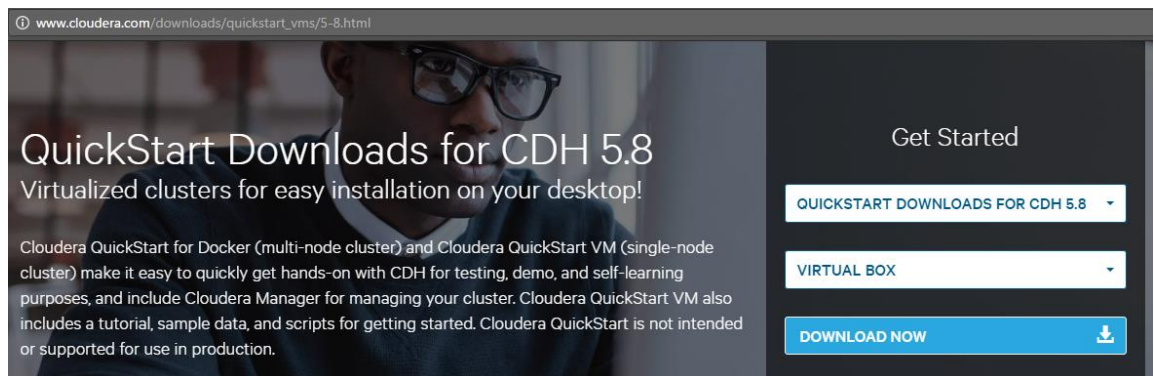 www.cloudera.com/downloads/quickstart_vms/5-8.html
QuickStart Downloads for CDH 5.8
Virtualized clusters for easy installation on your desktop!
Cloudera QuickStart for Docker (multi-node cluster) and Cloudera QuickStart VM (single-node
cluster) make it easy to quickly get hands-on with CDH for testing, demo, and self-learning
purposes, and include Cloudera Manager for managing your cluster. Cloudera QuickStart VM also
includes a tutorial, sample data, and scripts for getting started. Cloudera QuickStart is not intended
or supported for use in production.
Get Started
QUICKSTART DOWNLOADS FOR CDH 5.8
VIRTUAL BOX
DOWNLOAD NOW